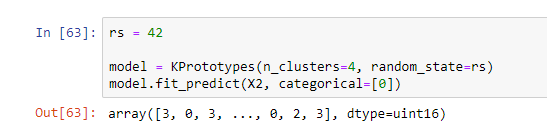 In [63]: rs = 42
model = KPrototypes(n_clusters=4, random_state=rs)
model.fit_predict(X2, categorical=[0])
Out[63]: array([3, 0, 3, ..., 0, 2, 3], dtype=uint16)